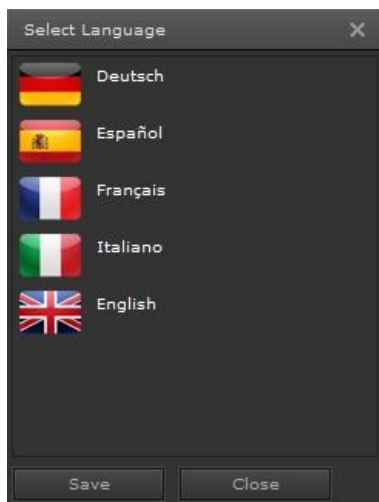 Select Language
Deutsch
Español
Français
Italiano
English
Save Close